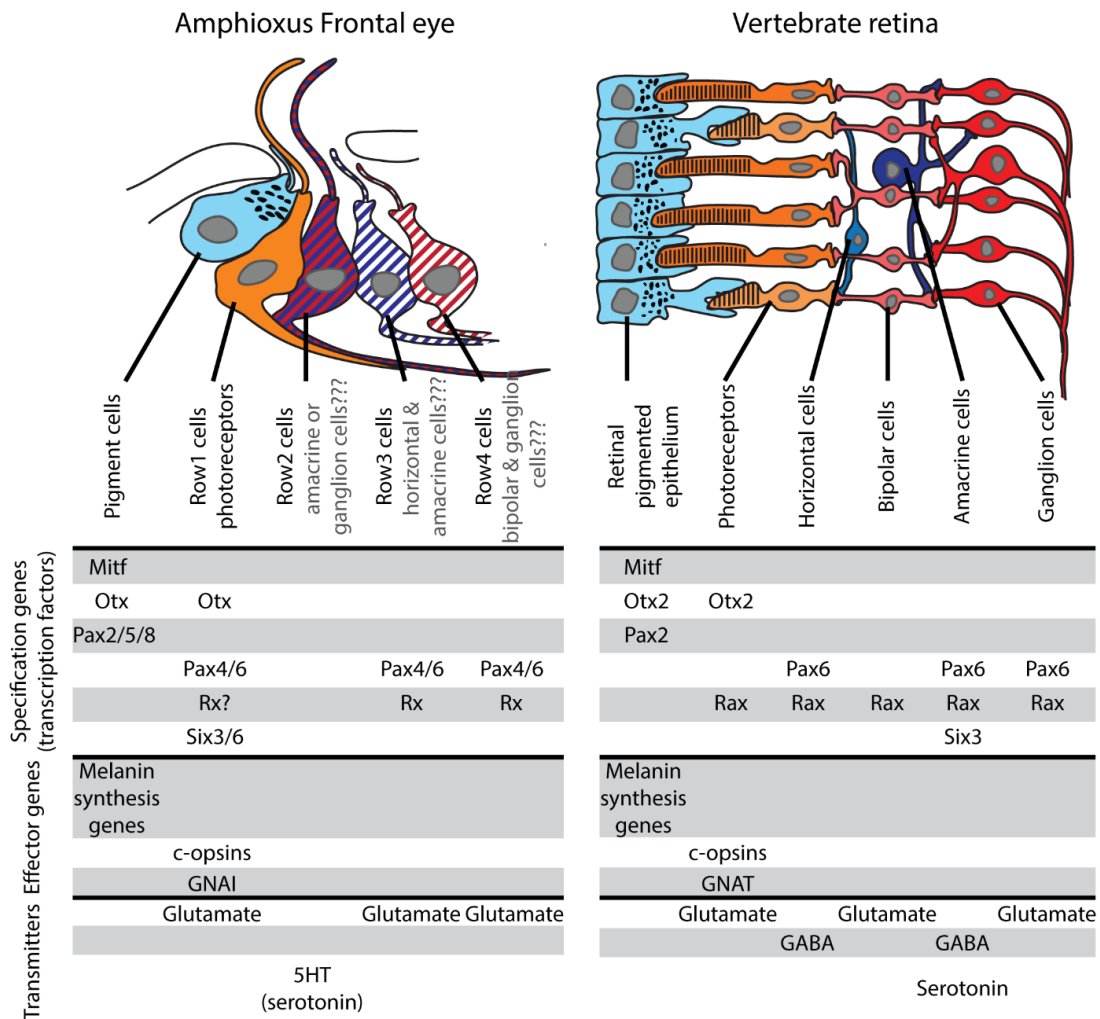 Amphioxus Frontal eye
Vertebrate retina
Pigment cells
Row1 cells
photoreceptors
Row2 cells
amacrine or
ganglion cells???
Row3 cells
horizontal &
amacrine cells???
Row4 cells
bipolar & ganglion
cells???
Retinal
pigmented
epithelium
Photoreceptors
Horizontal cells
Bipolar cells
Amacrine cells
Ganglion cells
Specification genes
(transcription factors)
Mitf
Mitf
Otx Otx
Otx2 Otx2
Pax2/5/8
Pax2
Pax4/6 Pax4/6 Pax4/6
Pax6 Pax6 Pax6
Rx? Rx Rx
Rax Rax Rax Rax Rax
Six3/6
Six3
Effector genes
Melanin
synthesis
genes
Melanin
synthesis
genes
c-opsins
c-opsins
GNAI
GNAT
Transmitters
Glutamate Glutamate Glutamate
Glutamate Glutamate Glutamate
GABA GABA
5HT
(serotonin)
Serotonin